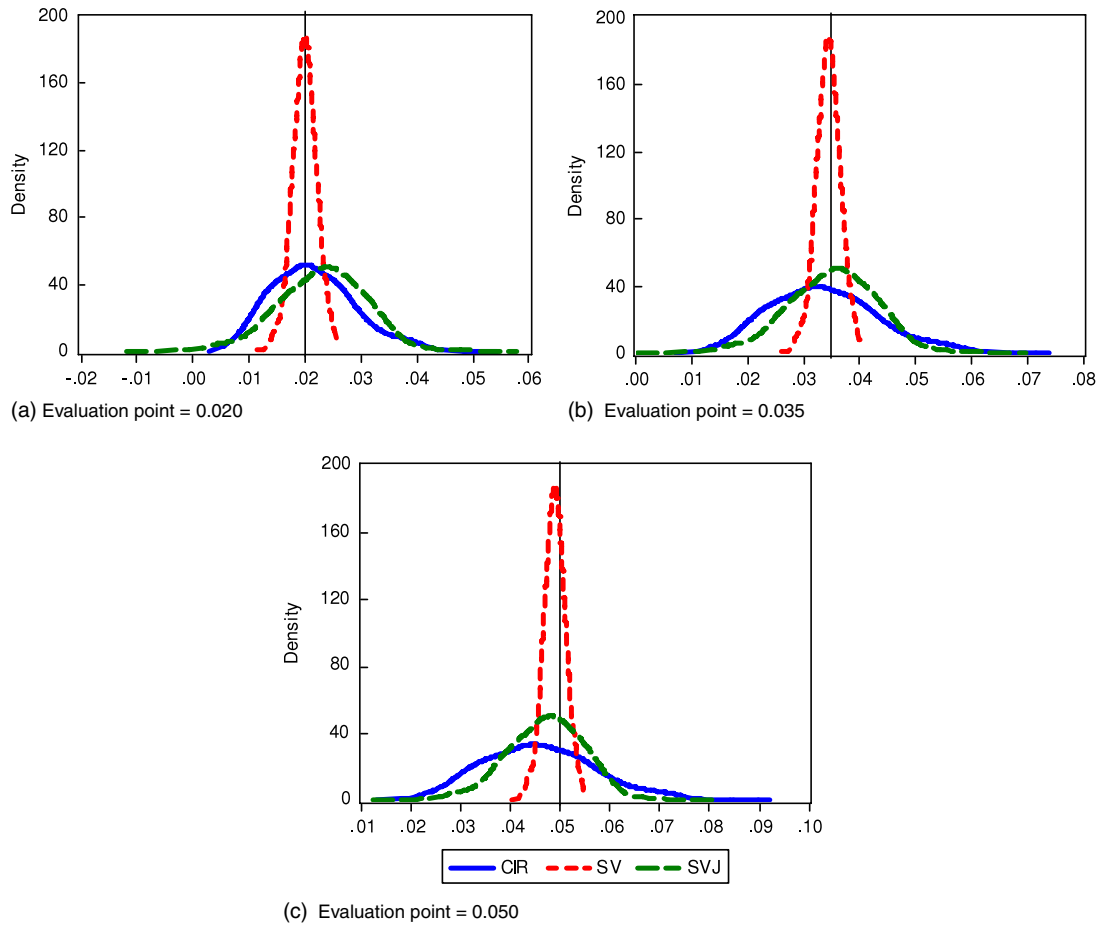 200
160
120
80
40
0
Density
-.02 -.01 .00 .01 .02 .03 .04 .05 .06
(a) Evaluation point = 0.020
200
160
120
80
40
0
Density
.00 .01 .02 .03 .04 .05 .06 .07 .08
(b) Evaluation point = 0.035
200
160
120
80
40
0
Density
.01 .02 .03 .04 .05 .06 .07 .08 .09 .10
CIR SV SVJ
(c) Evaluation point = 0.050